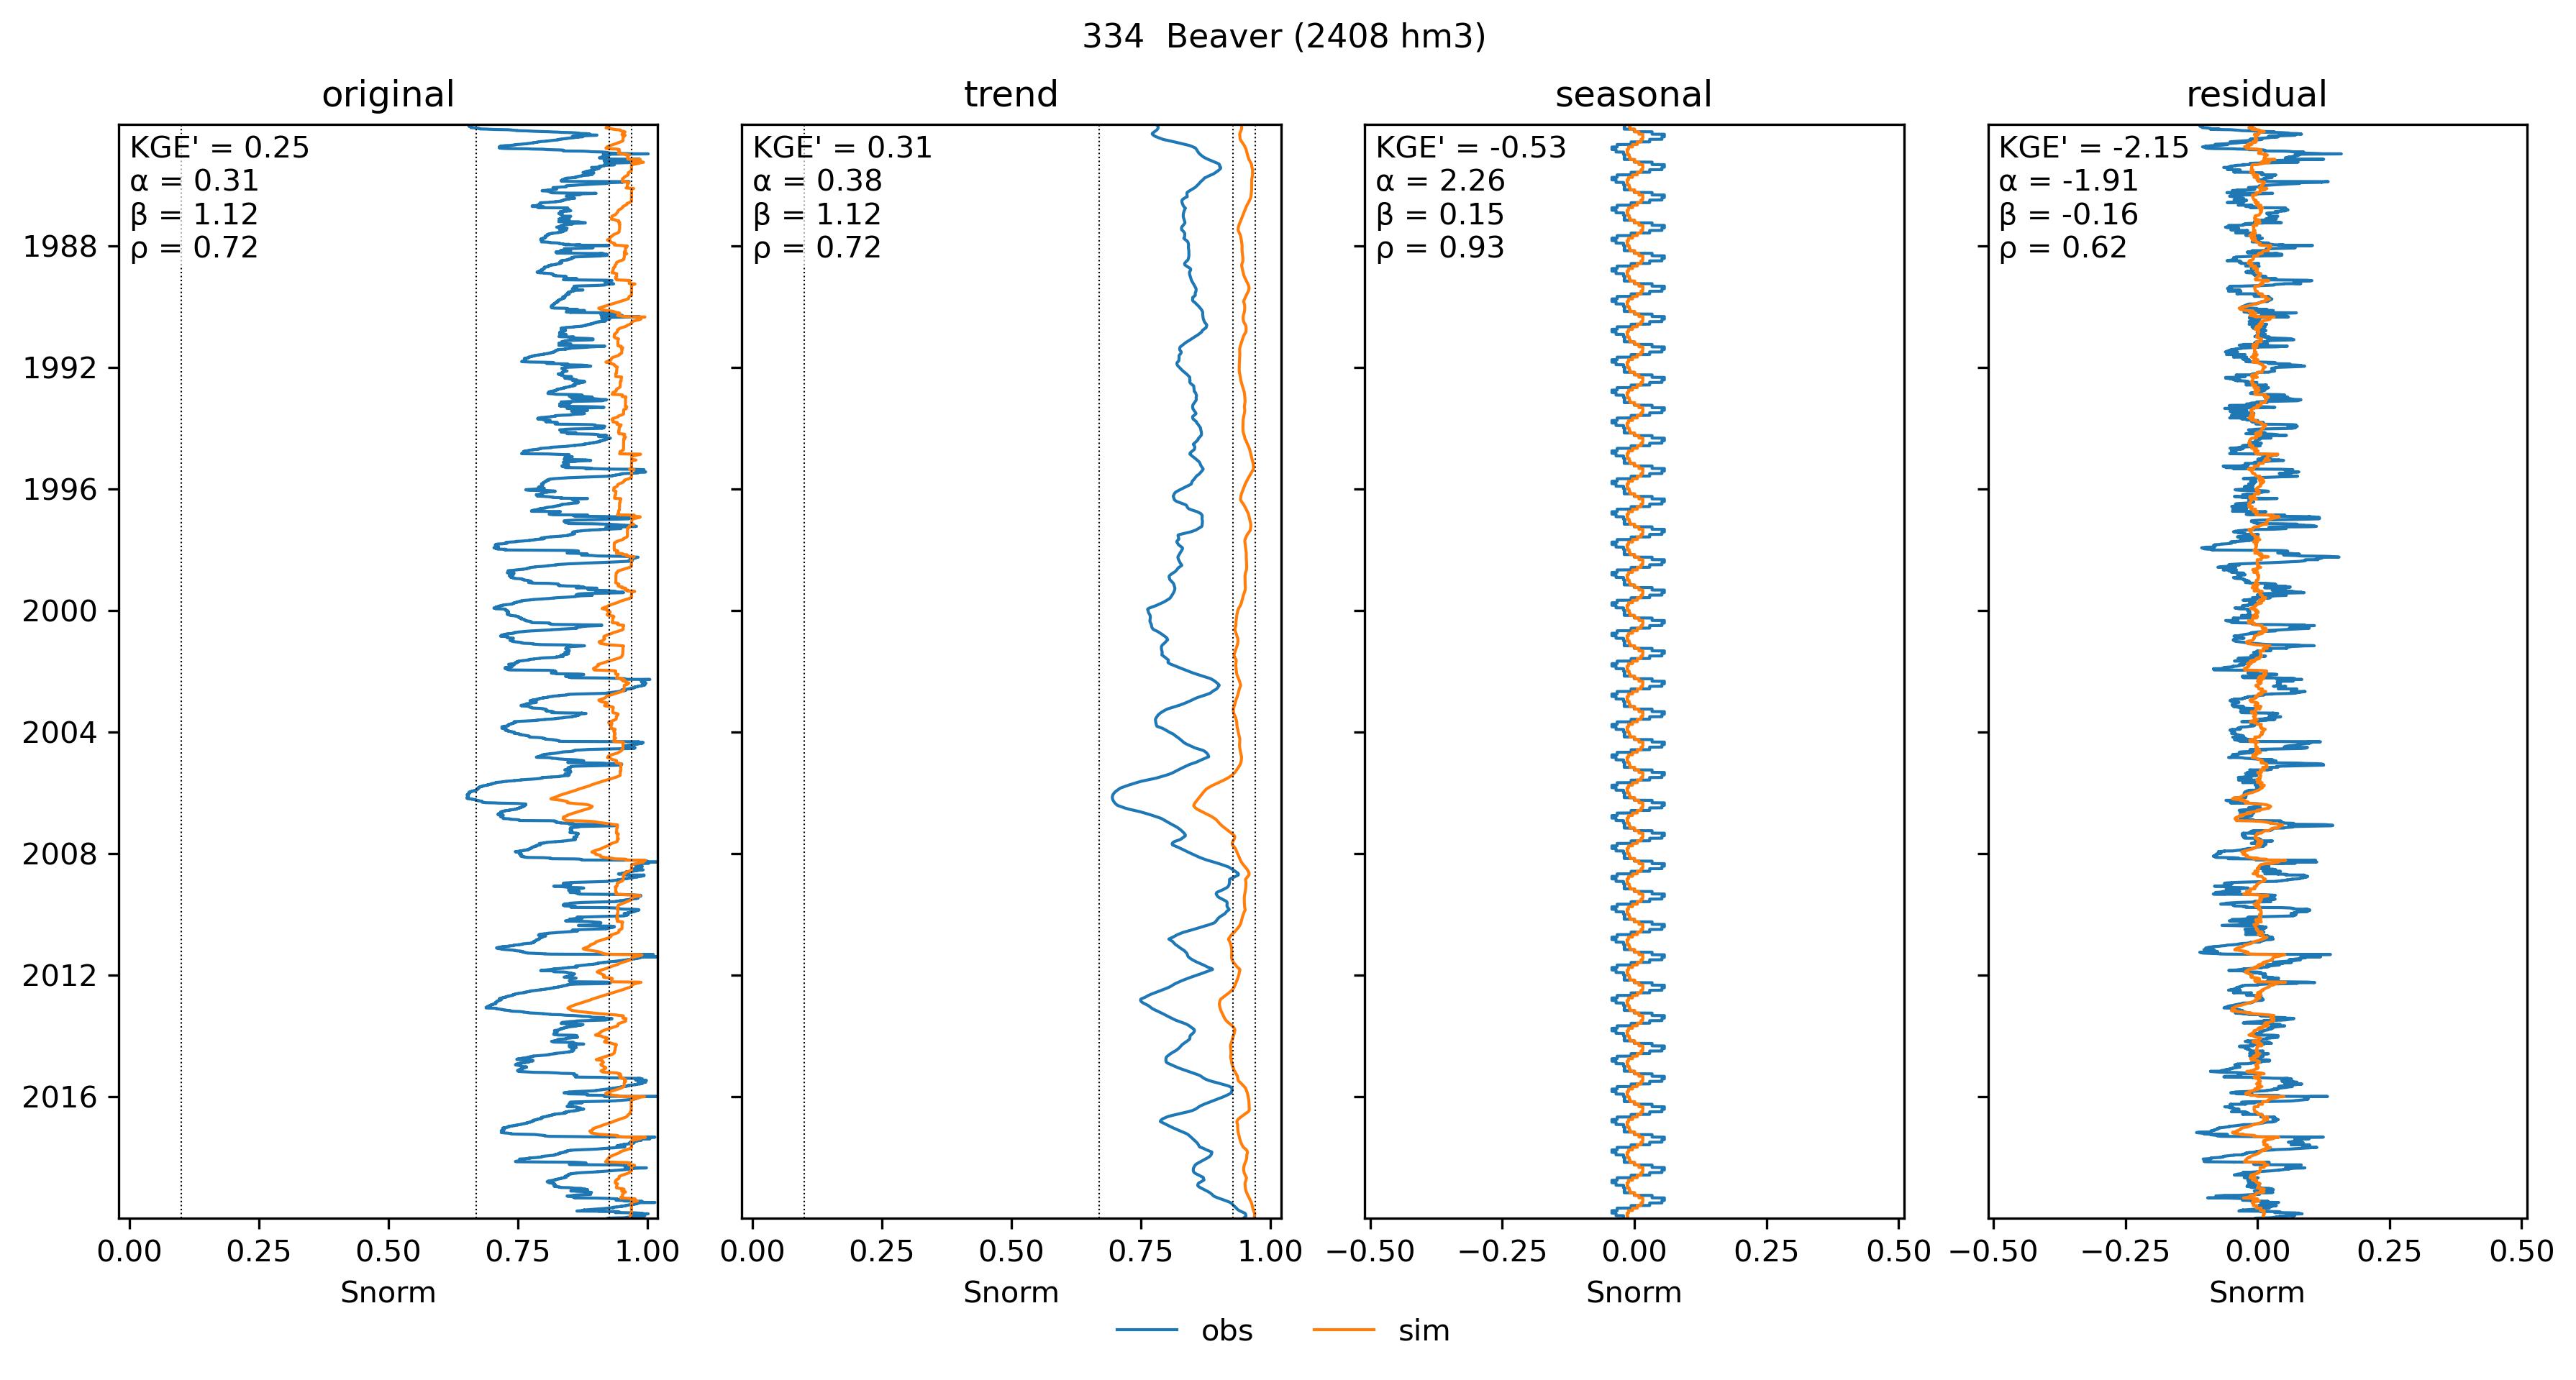 334  Beaver (2408 hm3)
original
trend
seasonal
residual
KGE' = 0.25
α = 0.31
β = 1.12
ρ = 0.72
KGE' = 0.31
α = 0.38
β = 1.12
ρ = 0.72
KGE' = -0.53
α = 2.26
β = 0.15
ρ = 0.93
KGE' = -2.15
α = -1.91
β = -0.16
ρ = 0.62
1988
1992
1996
2000
2004
2008
2012
2016
0.00 0.25 0.50 0.75 1.00
0.00 0.25 0.50 0.75 1.00
−0.50 −0.25 0.00 0.25 0.50
−0.50 −0.25 0.00 0.25 0.50
Snorm
Snorm
Snorm
Snorm
obs
sim